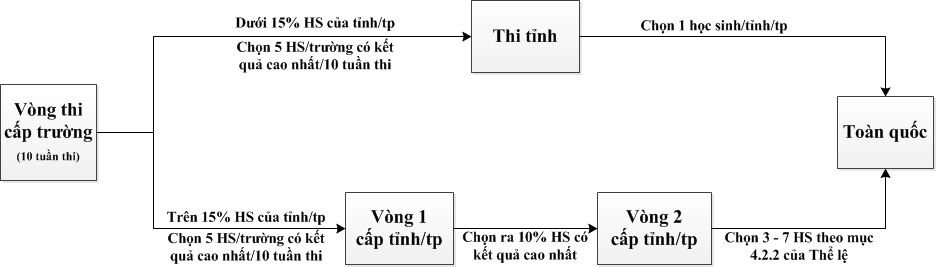 Dưới 15% HS của tỉnh/tp
Chọn 5 HS/trường có kết
quả cao nhất/10 tuần thi
Thi tỉnh
Chọn 1 học sinh/tỉnh/tp
Vòng thi
cấp trường
(10 tuần thi)
Toàn quốc
Trên 15% HS của tỉnh/tp
Chọn 5 HS/trường có kết
quả cao nhất/10 tuần thi
Vòng 1
cấp tỉnh/tp
Chọn ra 10% HS có
kết quả cao nhất
Vòng 2
cấp tỉnh/tp
Chọn 3 - 7 HS theo mục
4.2.2 của Thể lệ